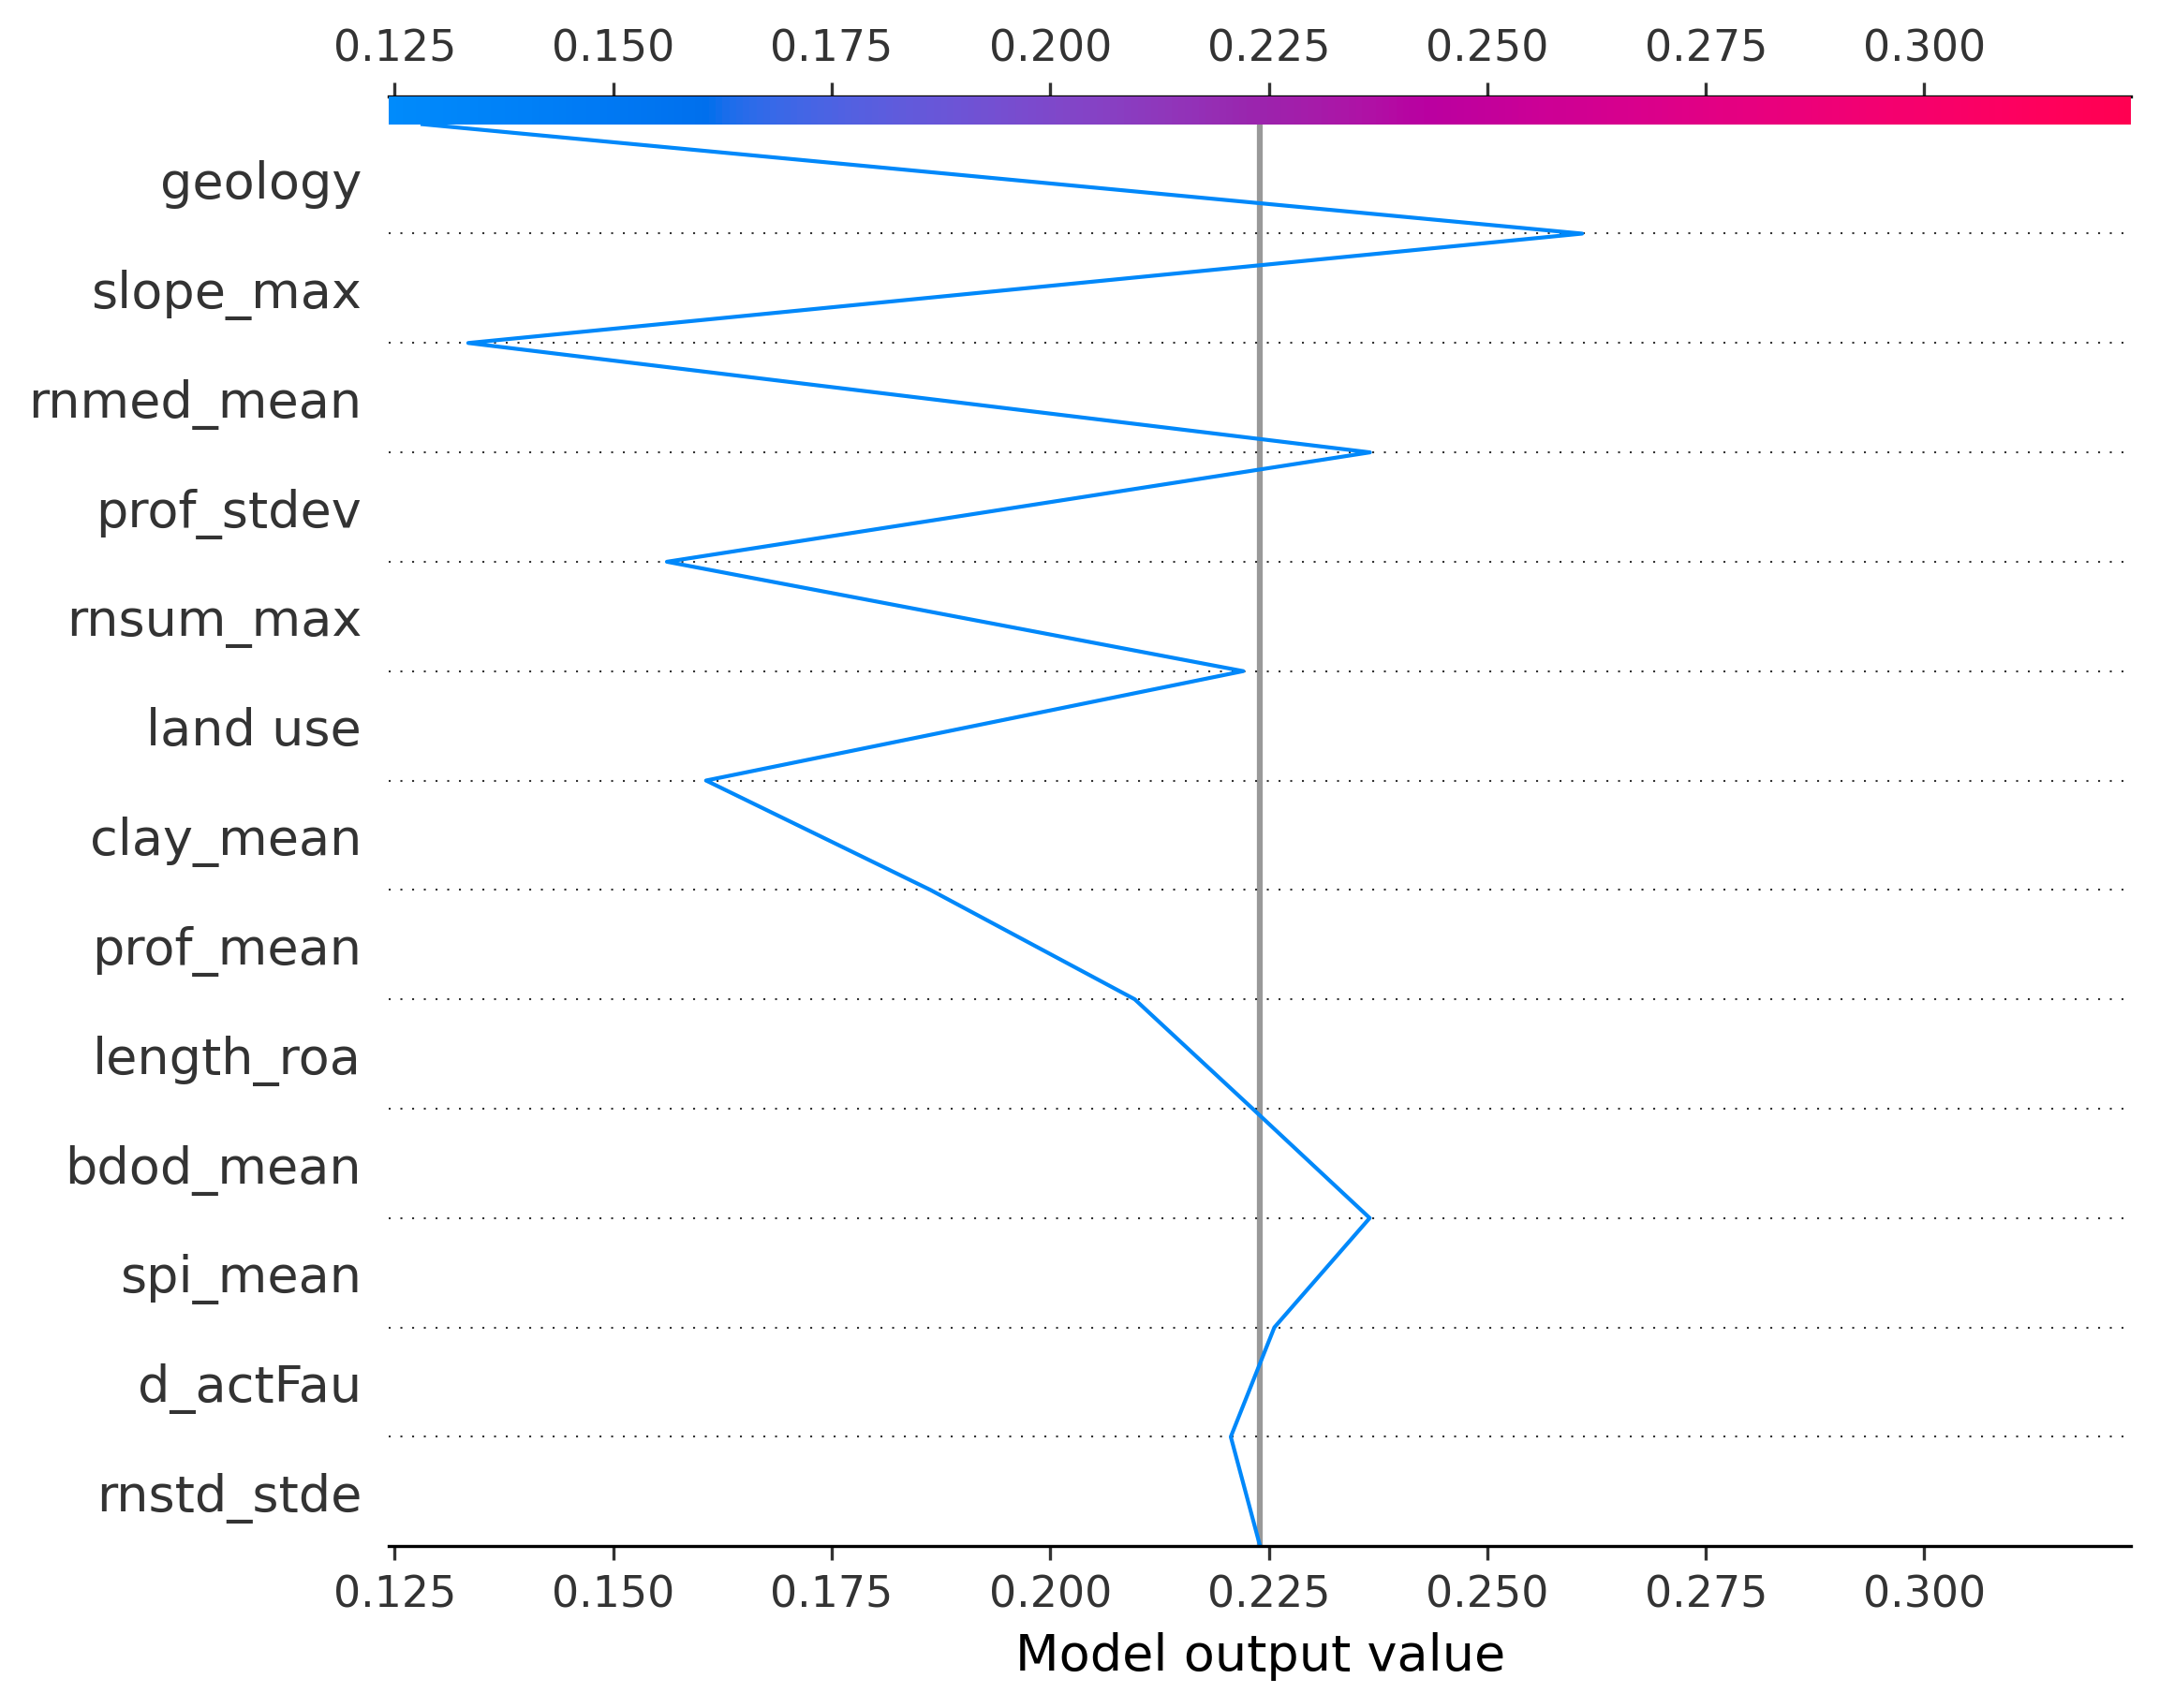 0.125 0.150 0.175 0.200 0.225 0.250 0.275 0.300
geology
slope_max
rnmed_mean
prof_stdev
rnsum_max
land use
clay_mean
prof_mean
length_roa
bdod_mean
spi_mean
d_actFau
rnstd_stde
0.125 0.150 0.175 0.200 0.225 0.250 0.275 0.300
Model output value